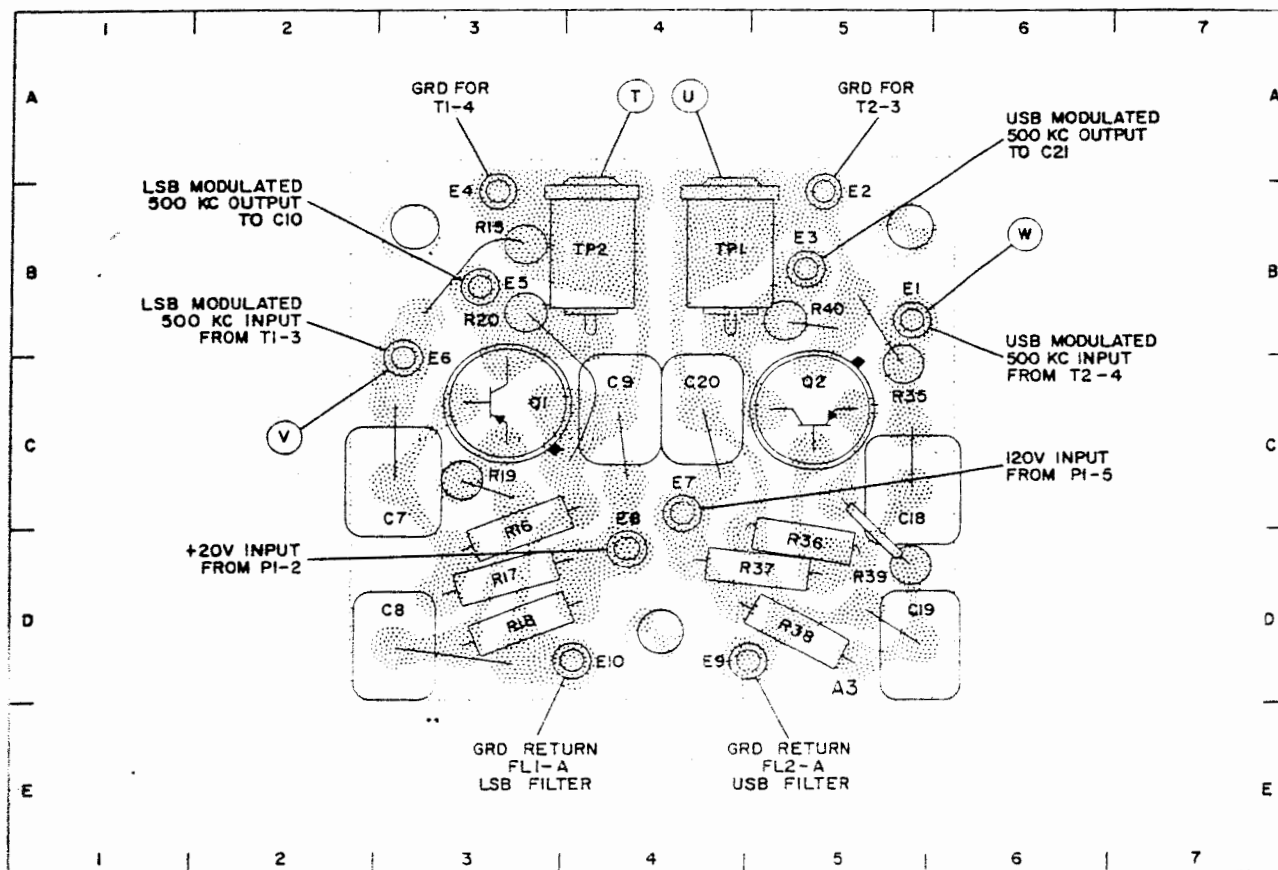 1 2 3 4 5 6 7
A A
GRD FOR
T1-4
T U
GRD FOR
T2-3
USB MODULATED
500 KC OUTPUT
TO C21
LSB MODULATED
500 KC OUTPUT
TO C10
E4
E2
R15
TP2
TP1
E3
W
B B
E5
E1
LSB MODULATED
500 KC INPUT
FROM T1-3
R20
R40
USB MODULATED
500 KC INPUT
FROM T2-4
E6
C9
C20
Q2
Q1
R35
V
C C
R19
E7
120V INPUT
FROM P1-5
C7
R16
E8
C18
+20V INPUT
FROM P1-2
R36
R17
R37
R39
C8
R18
R38
C19
D D
E10
E9
A3
GRD RETURN
FL1-A
LSB FILTER
GRD RETURN
FL2-A
USB FILTER
E E
1 2 3 4 5 6 7